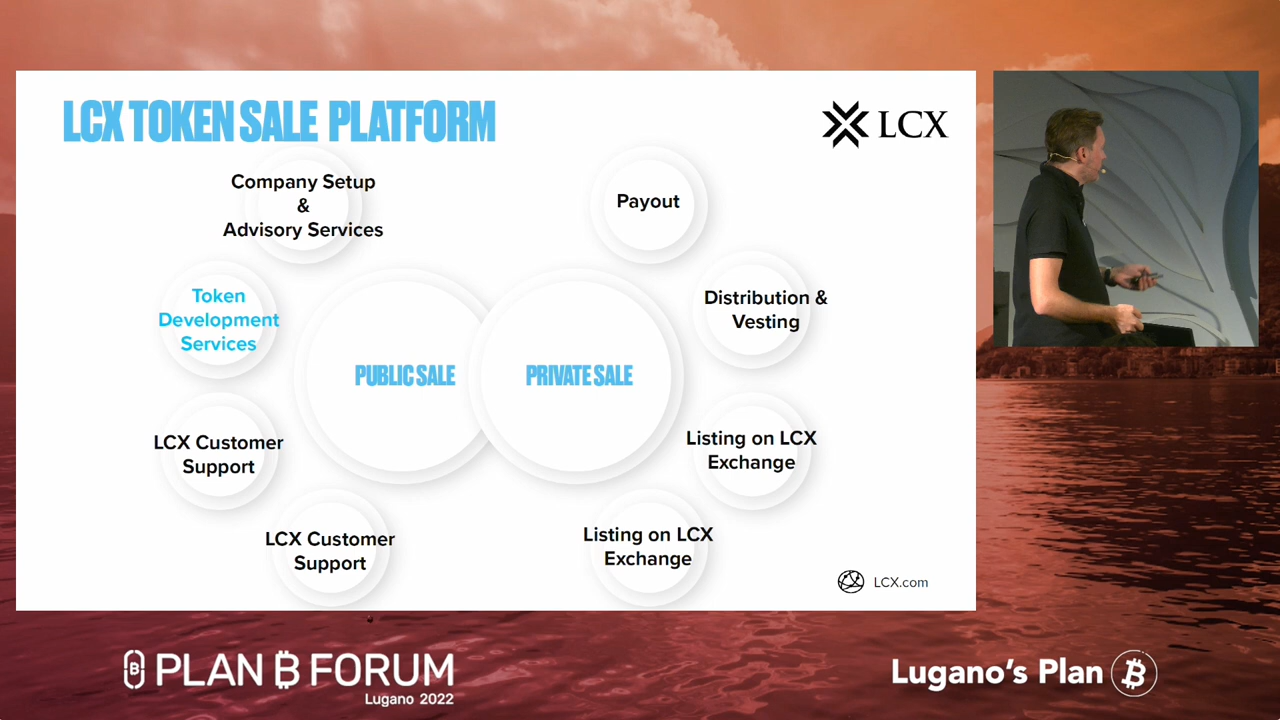 LCX TOKEN SALE PLATFORM
LCX
Company Setup
&
Advisory Services
Payout
Token
Development
Services
Distribution &
Vesting
PUBLIC SALE
PRIVATE SALE
LCX Customer
Support
Listing on LCX
Exchange
LCX Customer
Support
Listing on LCX
Exchange
LCX.com
PLAN ₿ FORUM
Lugano 2022
Lugano's Plan ₿